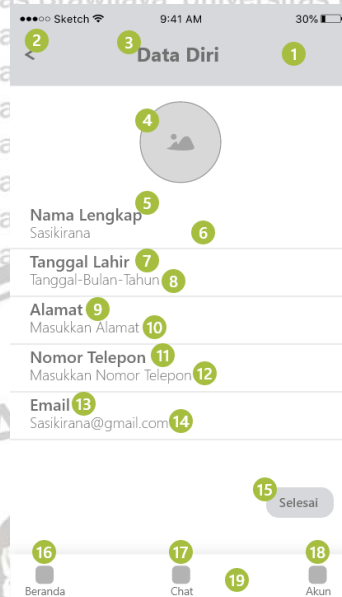 Sketch 9:41 AM 30%
2 3 1
< Data Diri
4
5
Nama Lengkap
Sasikirana 6
Tanggal Lahir 7
Tanggal-Bulan-Tahun 8
Alamat 9
Masukkan Alamat 10
Nomor Telepon 11
Masukkan Nomor Telepon 12
Email 13
Sasikirana@gmail.com 14
15
Selesai
16 17 18
19
Beranda Chat Akun